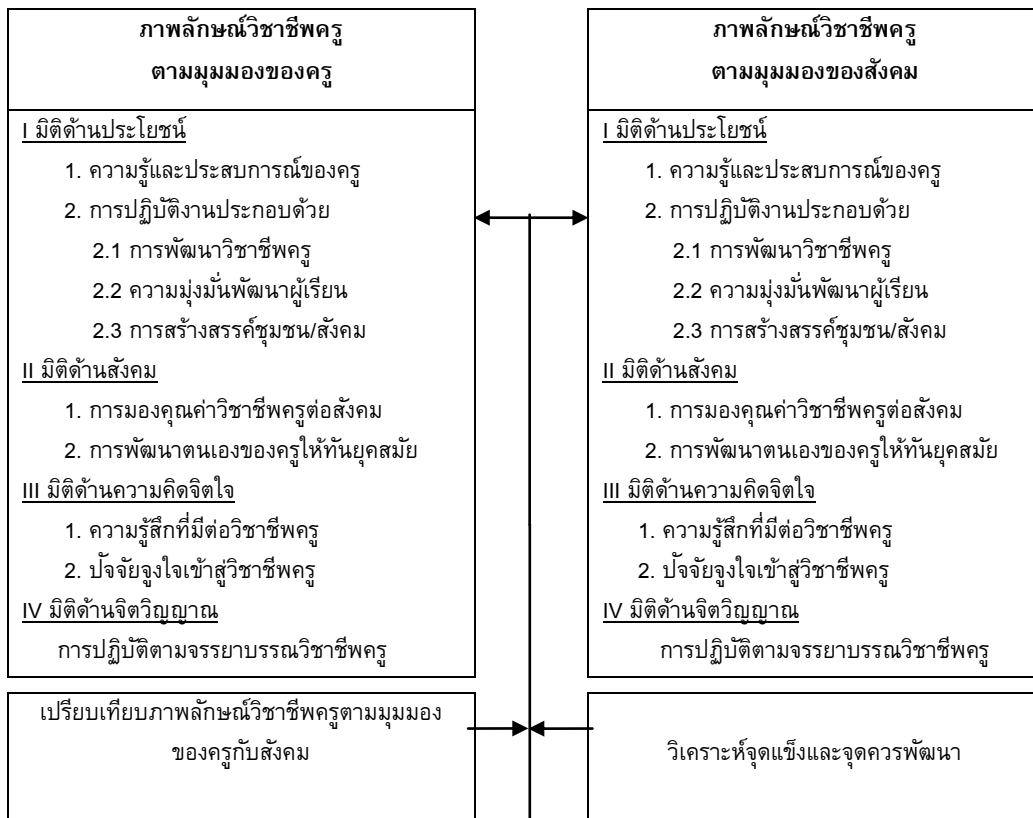 ภาพลักษณ์วิชาชีพครู
ตามมุมมองของครู
I มิติด้านประโยชน์
1. ความรู้และประสบการณ์ของครู
2. การปฏิบัติงานประกอบด้วย
2.1 การพัฒนาวิชาชีพครู
2.2 ความมุ่งมั่นพัฒนาผู้เรียน
2.3 การสร้างสรรค์ชุมชน/สังคม
II มิติด้านสังคม
1. การมองคุณค่าวิชาชีพครูต่อสังคม
2. การพัฒนาตนเองของครูให้ทันยุคสมัย
III มิติด้านความคิดจิตใจ
1. ความรู้สึกที่มีต่อวิชาชีพครู
2. ปัจจัยจูงใจเข้าสู่วิชาชีพครู
IV มิติด้านจิตวิญญาณ
การปฏิบัติตามจรรยาบรรณวิชาชีพครู
ภาพลักษณ์วิชาชีพครู
ตามมุมมองของสังคม
I มิติด้านประโยชน์
1. ความรู้และประสบการณ์ของครู
2. การปฏิบัติงานประกอบด้วย
2.1 การพัฒนาวิชาชีพครู
2.2 ความมุ่งมั่นพัฒนาผู้เรียน
2.3 การสร้างสรรค์ชุมชน/สังคม
II มิติด้านสังคม
1. การมองคุณค่าวิชาชีพครูต่อสังคม
2. การพัฒนาตนเองของครูให้ทันยุคสมัย
III มิติด้านความคิดจิตใจ
1. ความรู้สึกที่มีต่อวิชาชีพครู
2. ปัจจัยจูงใจเข้าสู่วิชาชีพครู
IV มิติด้านจิตวิญญาณ
การปฏิบัติตามจรรยาบรรณวิชาชีพครู
เปรียบเทียบภาพลักษณ์วิชาชีพครูตามมุมมอง
ของครูกับสังคม
วิเคราะห์จุดแข็งและจุดควรพัฒนา